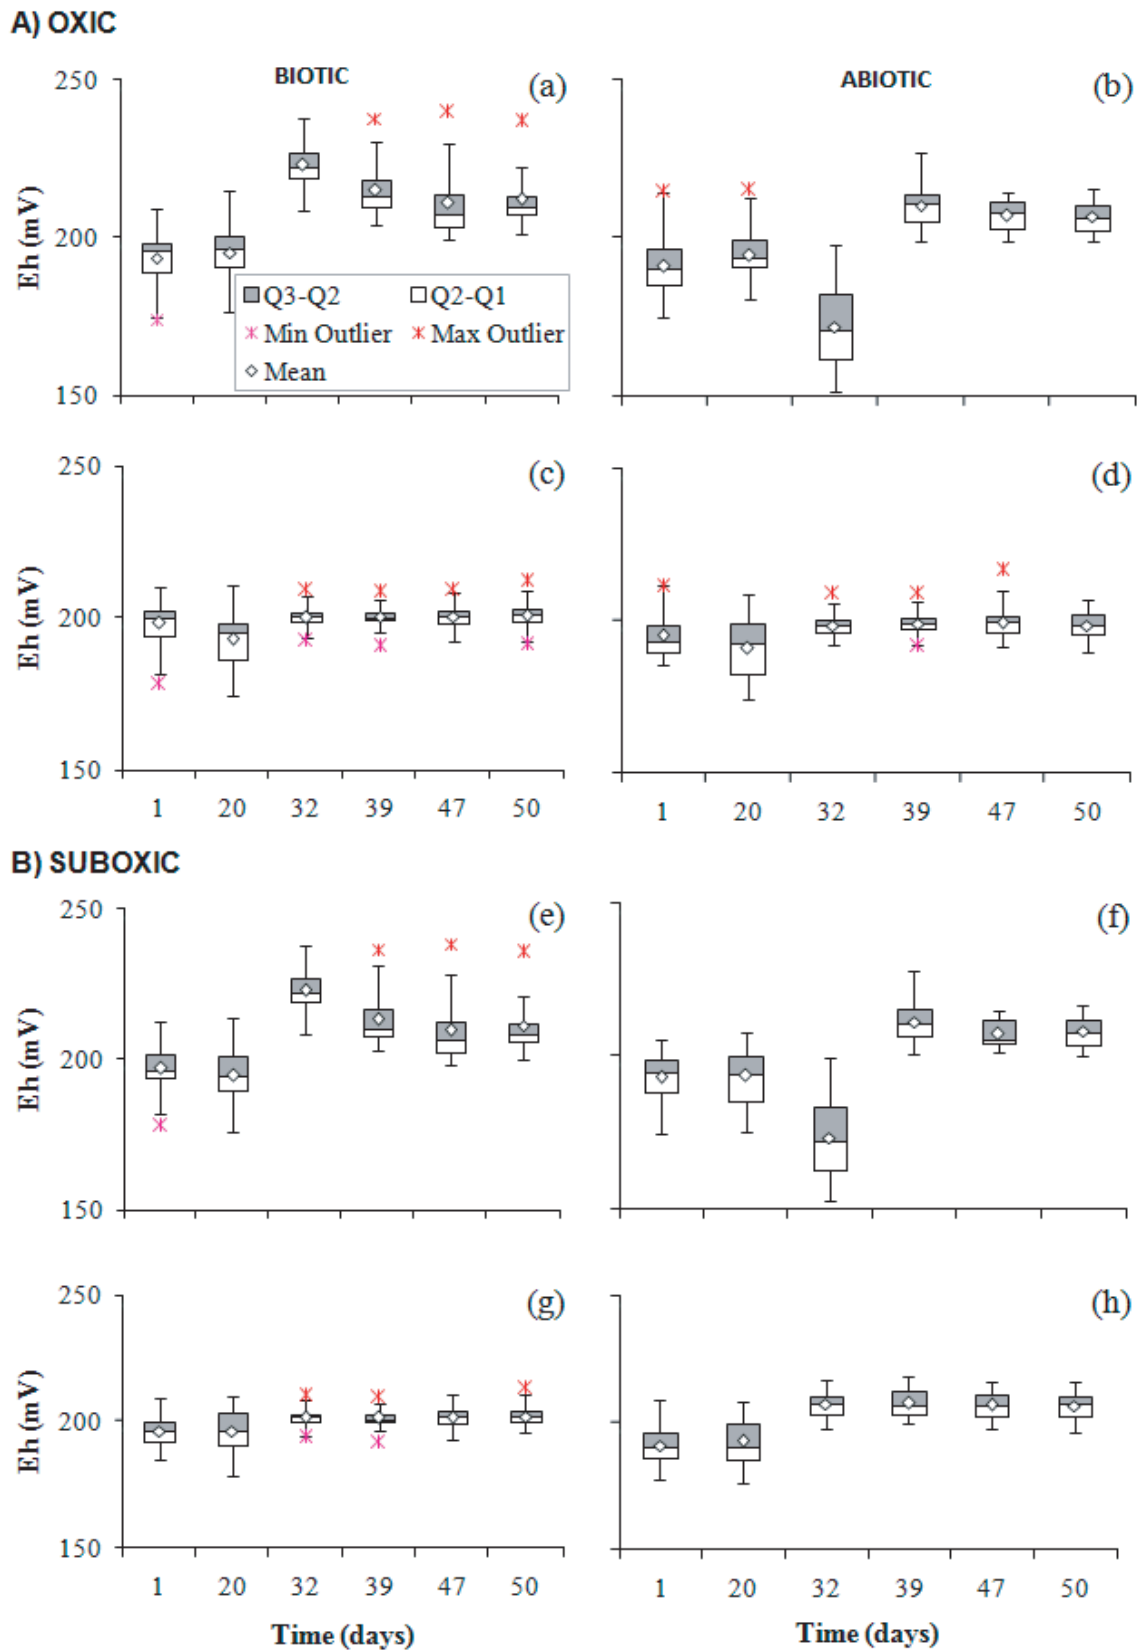 A) OXIC
BIOTIC
ABIOTIC
(a)
(b)
250
200
150
Eh (mV)
Q3-Q2
Q2-Q1
Min Outlier
Max Outlier
Mean
(c)
(d)
250
200
150
Eh (mV)
1 20 32 39 47 50
1 20 32 39 47 50
B) SUBOXIC
(e)
(f)
250
200
150
Eh (mV)
(g)
(h)
250
200
150
Eh (mV)
1 20 32 39 47 50
1 20 32 39 47 50
Time (days)
Time (days)